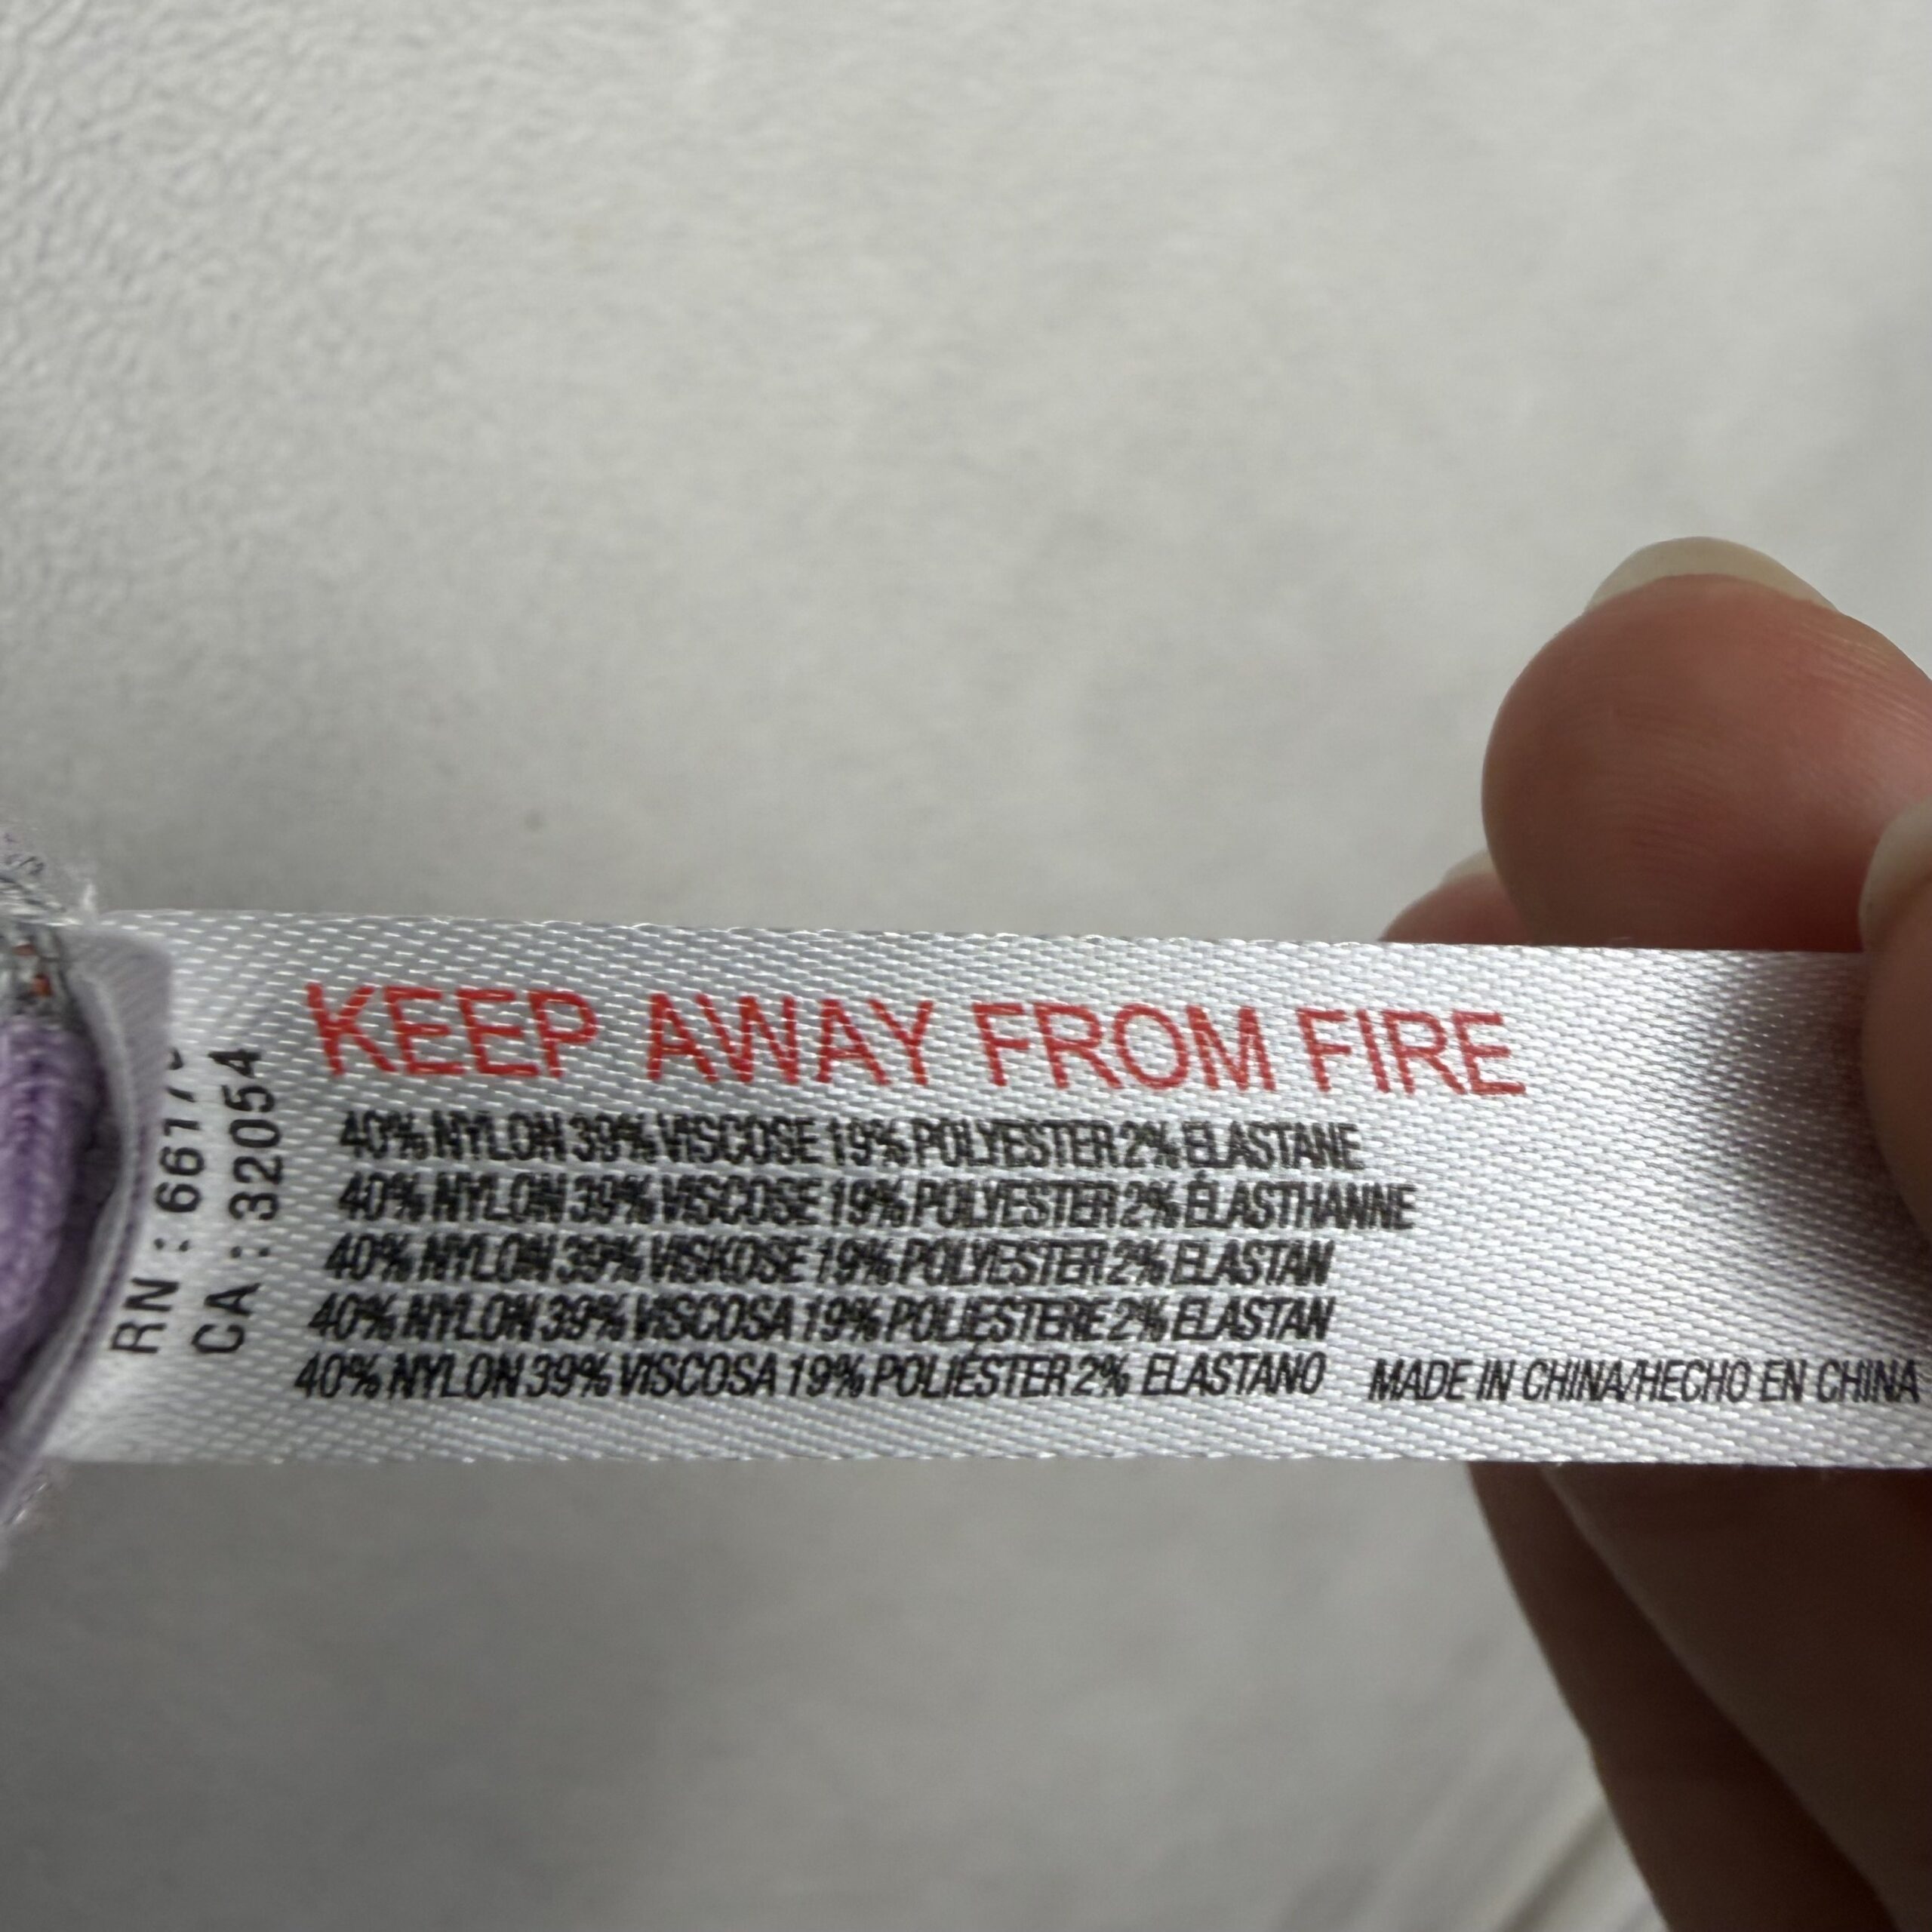 KEEP AWAY FROM FIRE
40% NYLON 39% VISCOSE 19% POLYESTER 2% ELASTANE
40% NYLON 39% VISCOSE 19% POLYESTER 2% ÉLASTHANNE
40% NYLON 39% VISKOSE 19% POLYESTER 2% ELASTAN
40% NYLON 39% VISCOSA 19% POLIESTERE 2% ELASTAN
40% NYLON 39% VISCOSA 19% POLIÉSTER 2% ELASTANO
MADE IN CHINA/HECHO EN CHINA
RN :
CA : 32054